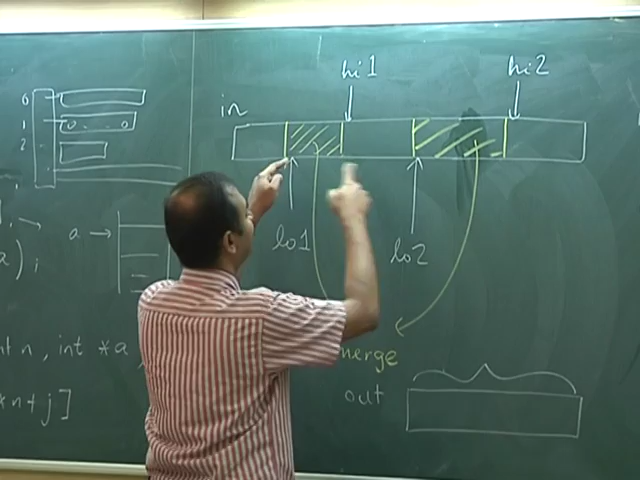 hi1
hi2
in
0
1
2
a →
a) ;
lo1
lo2
int n, int *a
merge
*n+j]
out